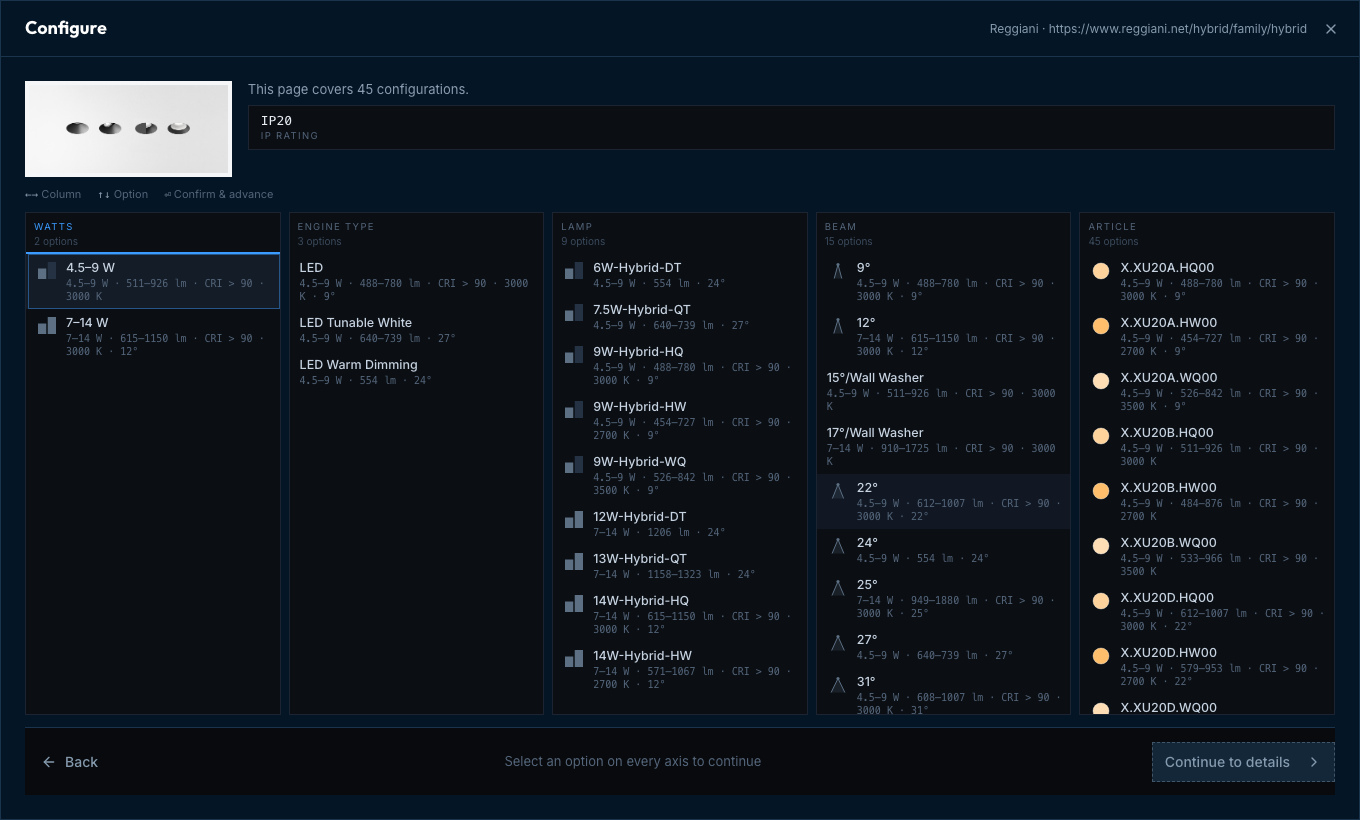 Configure
Reggiani · https://www.reggiani.net/hybrid/family/hybrid
This page covers 45 configurations.
IP20
IP RATING
←→ Column ↑↓ Option ⏎ Confirm & advance
WATTS
2 options
4.5–9 W
4.5–9 W · 511–926 lm · CRI > 90 ·
3000 K
7–14 W
7–14 W · 615–1150 lm · CRI > 90 ·
3000 K · 12°
ENGINE TYPE
3 options
LED
4.5–9 W · 488–780 lm · CRI > 90 · 3000
K · 9°
LED Tunable White
4.5–9 W · 640–739 lm · 27°
LED Warm Dimming
4.5–9 W · 554 lm · 24°
LAMP
9 options
6W-Hybrid-DT
4.5–9 W · 554 lm · 24°
7.5W-Hybrid-QT
4.5–9 W · 640–739 lm · 27°
9W-Hybrid-HQ
4.5–9 W · 488–780 lm · CRI > 90 ·
3000 K · 9°
9W-Hybrid-HW
4.5–9 W · 454–727 lm · CRI > 90 ·
2700 K · 9°
9W-Hybrid-WQ
4.5–9 W · 526–842 lm · CRI > 90 ·
3500 K · 9°
12W-Hybrid-DT
7–14 W · 1206 lm · 24°
13W-Hybrid-QT
7–14 W · 1158–1323 lm · 24°
14W-Hybrid-HQ
7–14 W · 615–1150 lm · CRI > 90 ·
3000 K · 12°
14W-Hybrid-HW
7–14 W · 571–1067 lm · CRI > 90 ·
2700 K · 12°
BEAM
15 options
9°
4.5–9 W · 488–780 lm · CRI > 90 ·
3000 K · 9°
12°
7–14 W · 615–1150 lm · CRI > 90 ·
3000 K · 12°
15°/Wall Washer
4.5–9 W · 511–926 lm · CRI > 90 · 3000
K
17°/Wall Washer
7–14 W · 910–1725 lm · CRI > 90 · 3000
K
22°
4.5–9 W · 612–1007 lm · CRI > 90 ·
3000 K · 22°
24°
4.5–9 W · 554 lm · 24°
25°
7–14 W · 949–1880 lm · CRI > 90 ·
3000 K · 25°
27°
4.5–9 W · 640–739 lm · 27°
31°
4.5–9 W · 608–1007 lm · CRI > 90 ·
3000 K · 31°
ARTICLE
45 options
X.XU20A.HQ00
4.5–9 W · 488–780 lm · CRI > 90 ·
3000 K · 9°
X.XU20A.HW00
4.5–9 W · 454–727 lm · CRI > 90 ·
2700 K · 9°
X.XU20A.WQ00
4.5–9 W · 526–842 lm · CRI > 90 ·
3500 K · 9°
X.XU20B.HQ00
4.5–9 W · 511–926 lm · CRI > 90 ·
3000 K
X.XU20B.HW00
4.5–9 W · 484–876 lm · CRI > 90 ·
2700 K
X.XU20B.WQ00
4.5–9 W · 533–966 lm · CRI > 90 ·
3500 K
X.XU20D.HQ00
4.5–9 W · 612–1007 lm · CRI > 90 ·
3000 K · 22°
X.XU20D.HW00
4.5–9 W · 579–953 lm · CRI > 90 ·
2700 K · 22°
X.XU20D.WQ00
Back
Select an option on every axis to continue
Continue to details